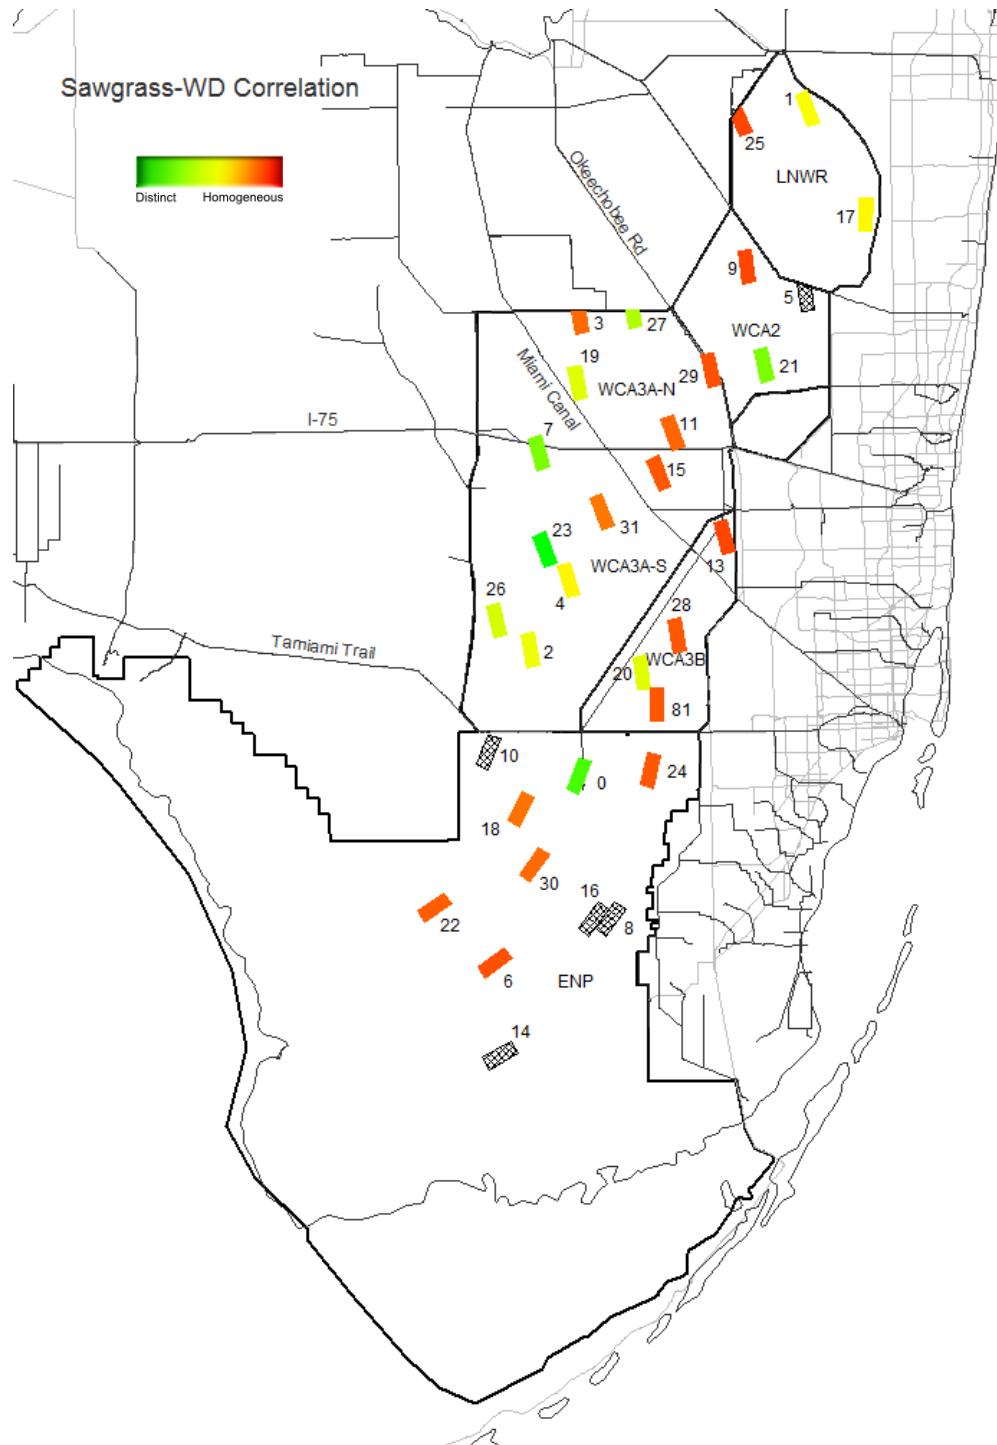 Sawgrass-WD Correlation
Distinct Homogeneous
1
25
LNWR
17
Okeechobee Rd
9
5
3
27
WCA2
19
Miami Canal
WCA3A-N
29
21
I-75
7
11
15
31
23
WCA3A-S
13
4
26
28
Tamiami Trail
2
20
WCA3B
81
10
0
24
18
30
16
8
22
6
ENP
14